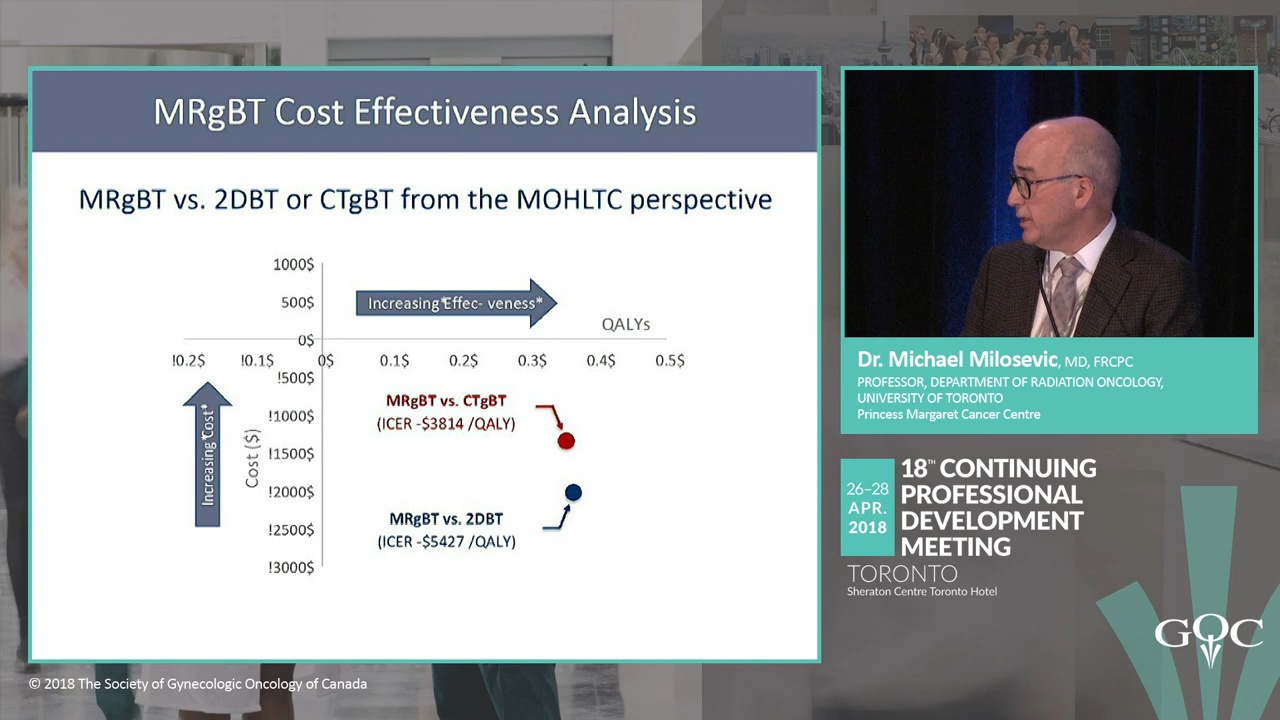 MRgBT Cost Effectiveness Analysis
MRgBT vs. 2DBT or CTgBT from the MOHLTC perspective
1000$
500$
0$
!500$
!1000$
!1500$
!2000$
!2500$
!3000$
!0.2$ !0.1$ 0$ 0.1$ 0.2$ 0.3$ 0.4$ 0.5$
Increasing*Effec- veness*
QALYs
Increasing*Cost*
Cost ($)
MRgBT vs. CTgBT
(ICER -$3814 /QALY)
MRgBT vs. 2DBT
(ICER -$5427 /QALY)
Dr. Michael Milosevic, MD, FRCPC
PROFESSOR, DEPARTMENT OF RADIATION ONCOLOGY,
UNIVERSITY OF TORONTO
Princess Margaret Cancer Centre
26–28
APR.
2018
18™ CONTINUING
PROFESSIONAL
DEVELOPMENT
MEETING
TORONTO
Sheraton Centre Toronto Hotel
GOC
© 2018 The Society of Gynecologic Oncology of Canada